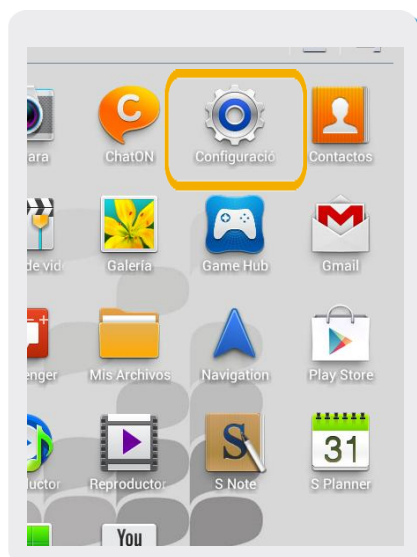 C
ara ChatON Configuració Contactos
de víd Galería Game Hub Gmail
enger Mis Archivos Navigation Play Store
S 31
uctor Reproductor S Note S Planner
You